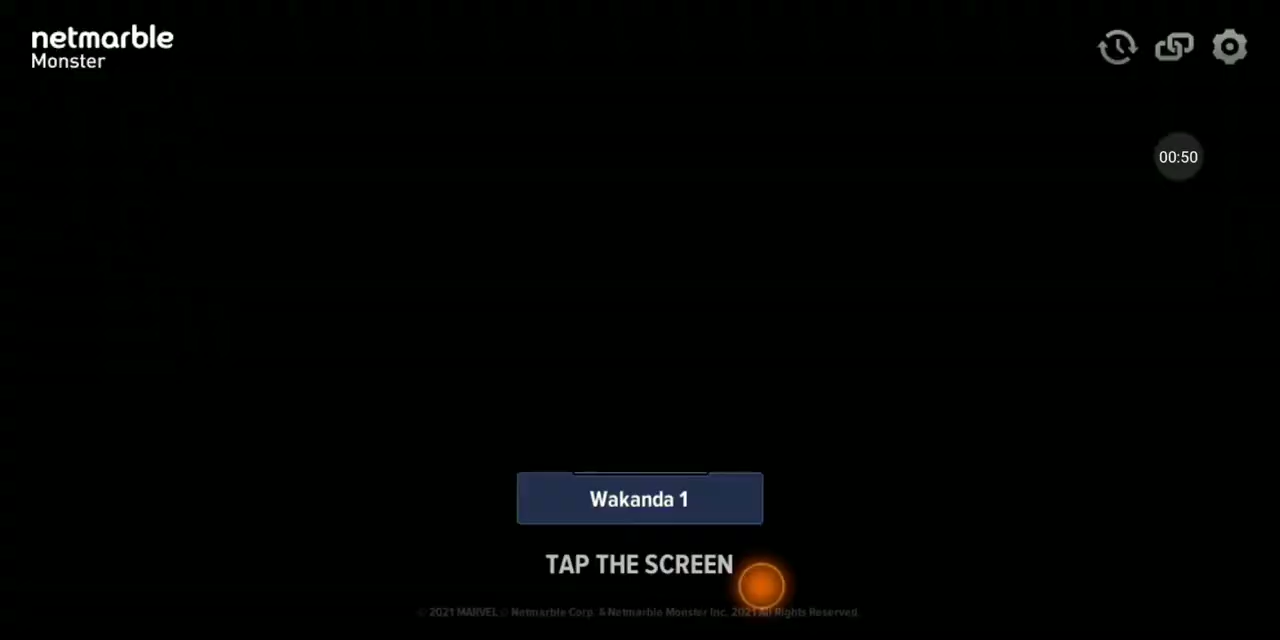 netmarble
Monster
00:50
Wakanda 1
TAP THE SCREEN
© 2021 MARVEL © Netmarble Corp. & Netmarble Monster Inc. 2021 All Rights Reserved.